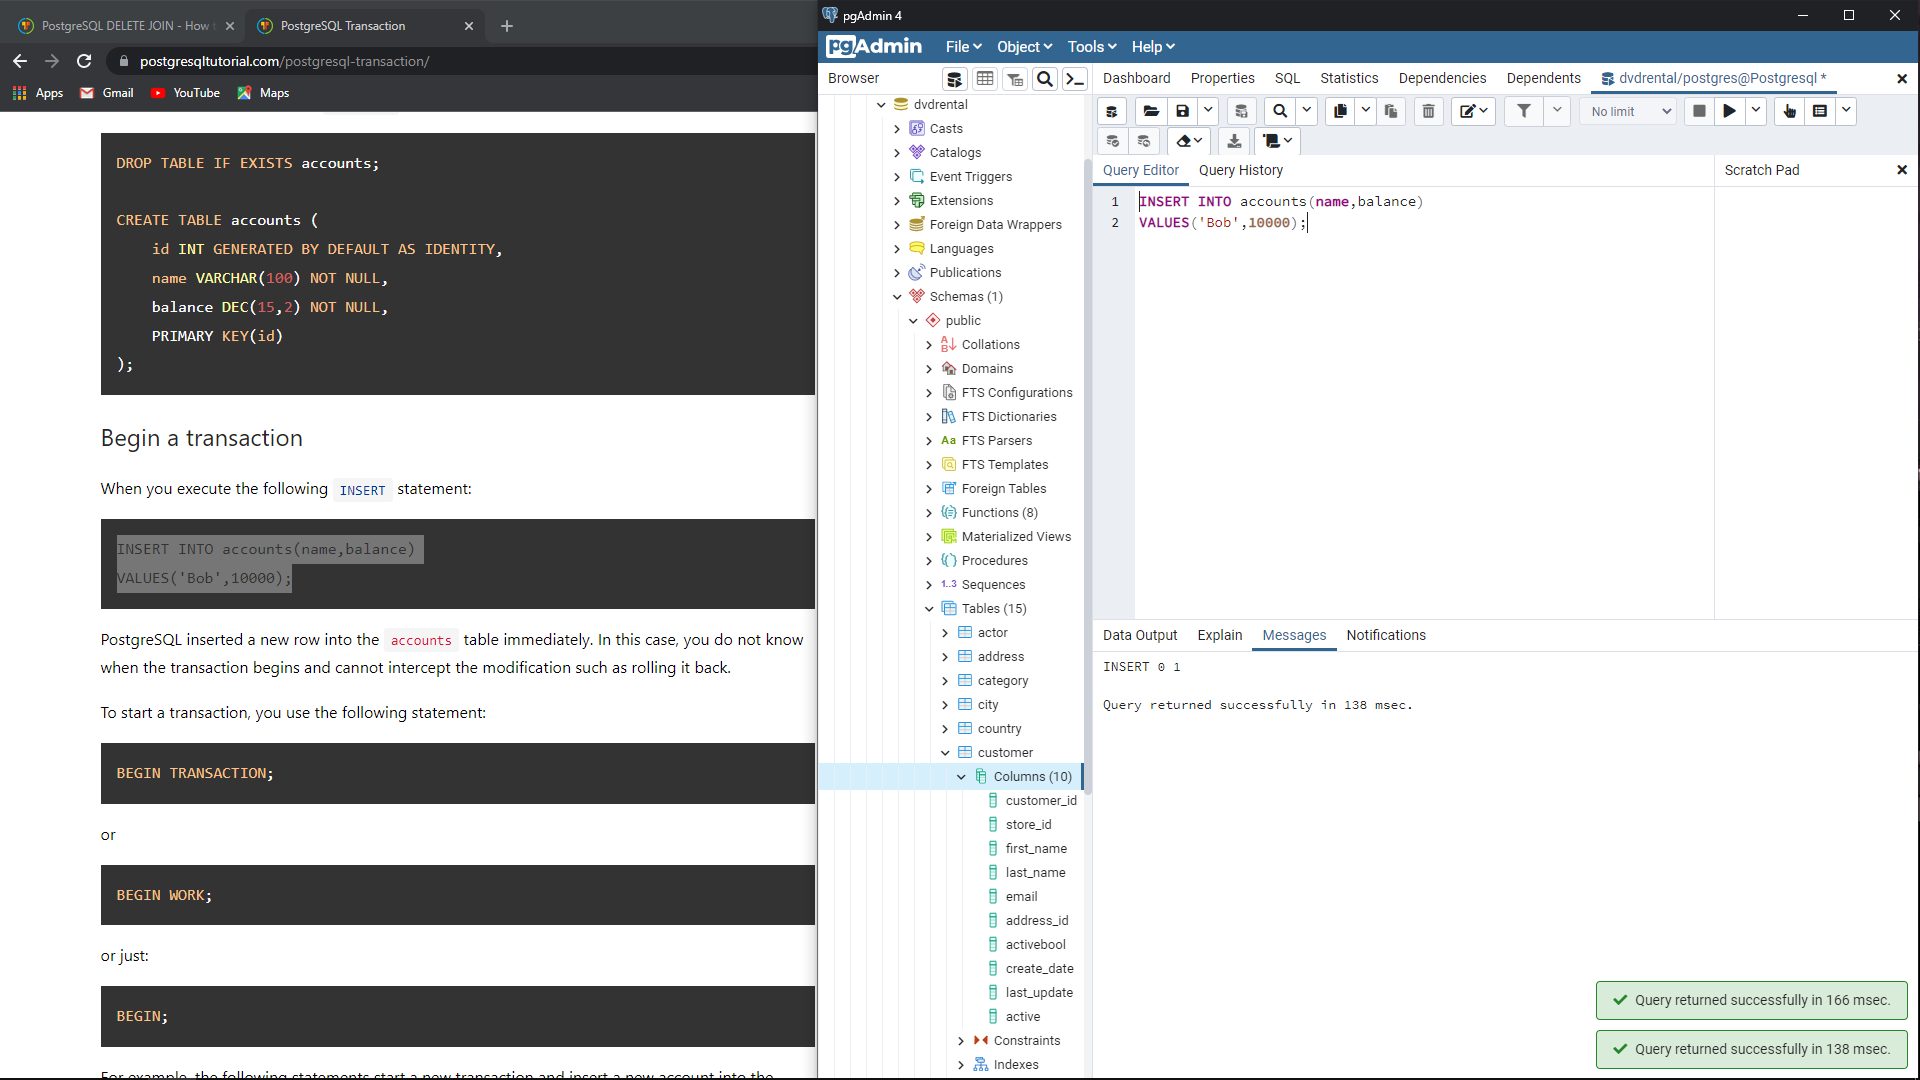 PostgreSQL DELETE JOIN - How
PostgreSQL Transaction
postgresqltutorial.com/postgresql-transaction/
Apps
Gmail
YouTube
Maps
DROP TABLE IF EXISTS accounts;
CREATE TABLE accounts (
id INT GENERATED BY DEFAULT AS IDENTITY,
name VARCHAR(100) NOT NULL,
balance DEC(15,2) NOT NULL,
PRIMARY KEY(id)
);
Begin a transaction
When you execute the following INSERT statement:
INSERT INTO accounts(name,balance)
VALUES('Bob',10000);
PostgreSQL inserted a new row into the accounts table immediately. In this case, you do not know
when the transaction begins and cannot intercept the modification such as rolling it back.
To start a transaction, you use the following statement:
BEGIN TRANSACTION;
or
BEGIN WORK;
or just:
BEGIN;
For example, the following statements start a new transaction and insert a new account into the
pgAdmin 4
pgAdmin
File
Object
Tools
Help
Browser
dvdrental
Casts
Catalogs
Event Triggers
Extensions
Foreign Data Wrappers
Languages
Publications
Schemas (1)
public
Collations
Domains
FTS Configurations
FTS Dictionaries
Aa FTS Parsers
FTS Templates
Foreign Tables
Functions (8)
Materialized Views
Procedures
1..3 Sequences
Tables (15)
actor
address
category
city
country
customer
Columns (10)
customer_id
store_id
first_name
last_name
email
address_id
activebool
create_date
last_update
active
Constraints
Indexes
Dashboard
Properties
SQL
Statistics
Dependencies
Dependents
dvdrental/postgres@Postgresql *
No limit
Query Editor
Query History
Scratch Pad
1 INSERT INTO accounts(name,balance)
2 VALUES('Bob',10000);
Data Output
Explain
Messages
Notifications
INSERT 0 1
Query returned successfully in 138 msec.
Query returned successfully in 166 msec.
Query returned successfully in 138 msec.